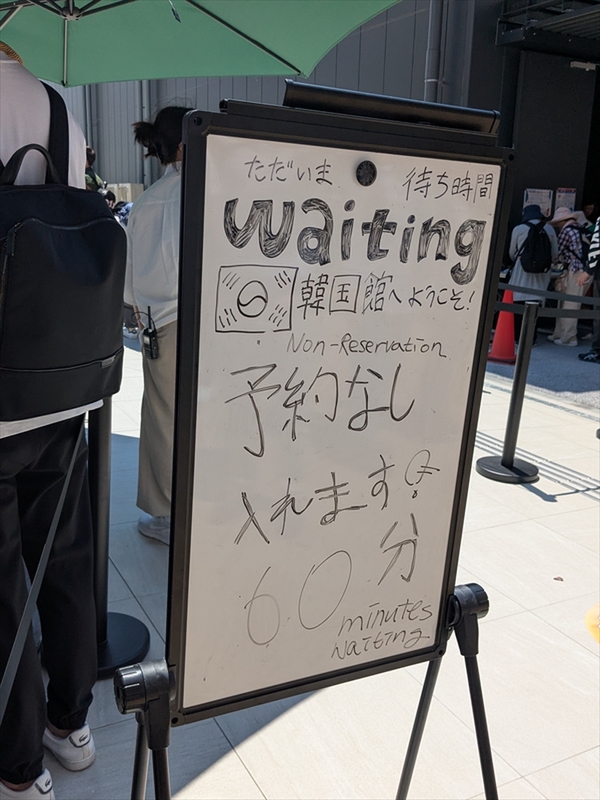 ただいま 待ち時間
waiting
韓国館へようこそ!
Non-Reservation
予約なし
入れます
60分
minutes
waiting